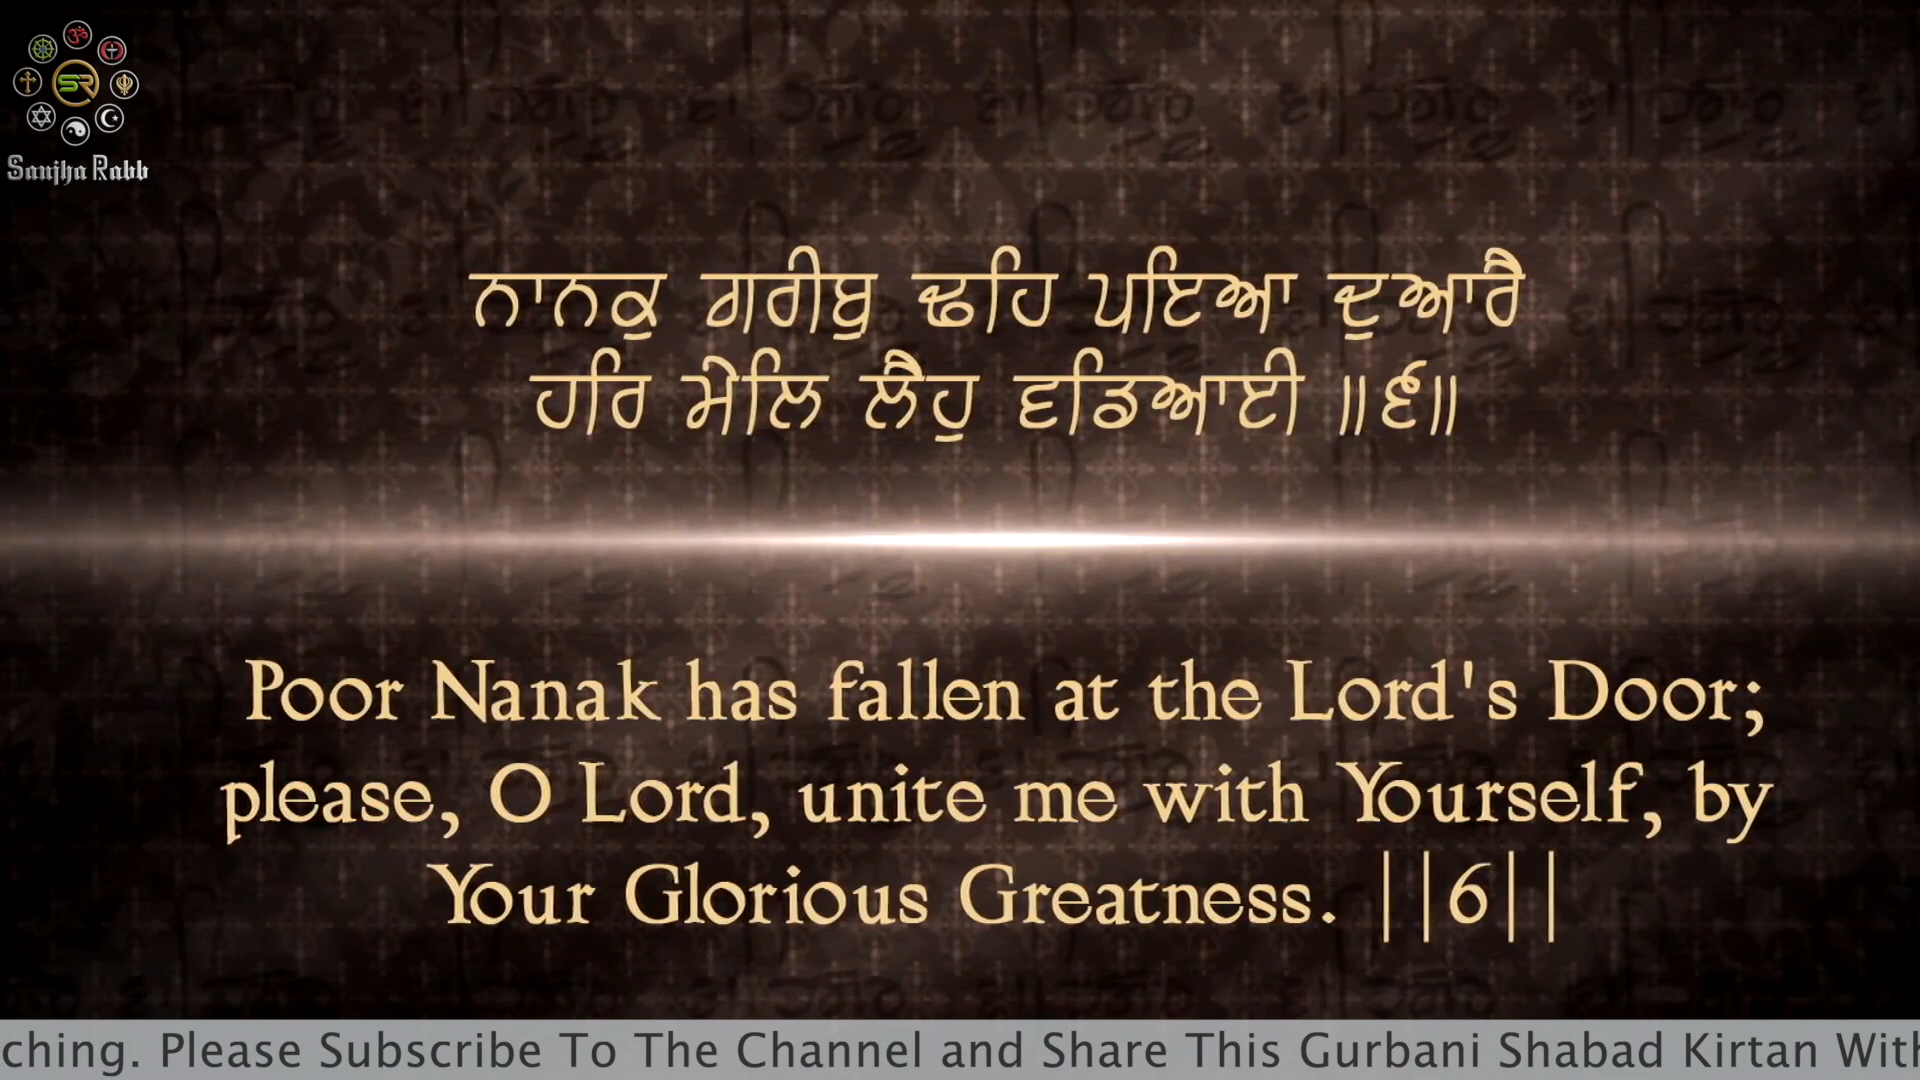 Sanjha Rabb
ਨਾਨਕੁ ਗਰੀਬੁ ਢਹਿ ਪਇਆ ਦੁਆਰੈ
ਹਰਿ ਮੇਲਿ ਲੈਹੁ ਵਡਿਆਈ ॥੬॥
Poor Nanak has fallen at the Lord's Door;
please, O Lord, unite me with Yourself, by
Your Glorious Greatness. ||6||
ching. Please Subscribe To The Channel and Share This Gurbani Shabad Kirtan With